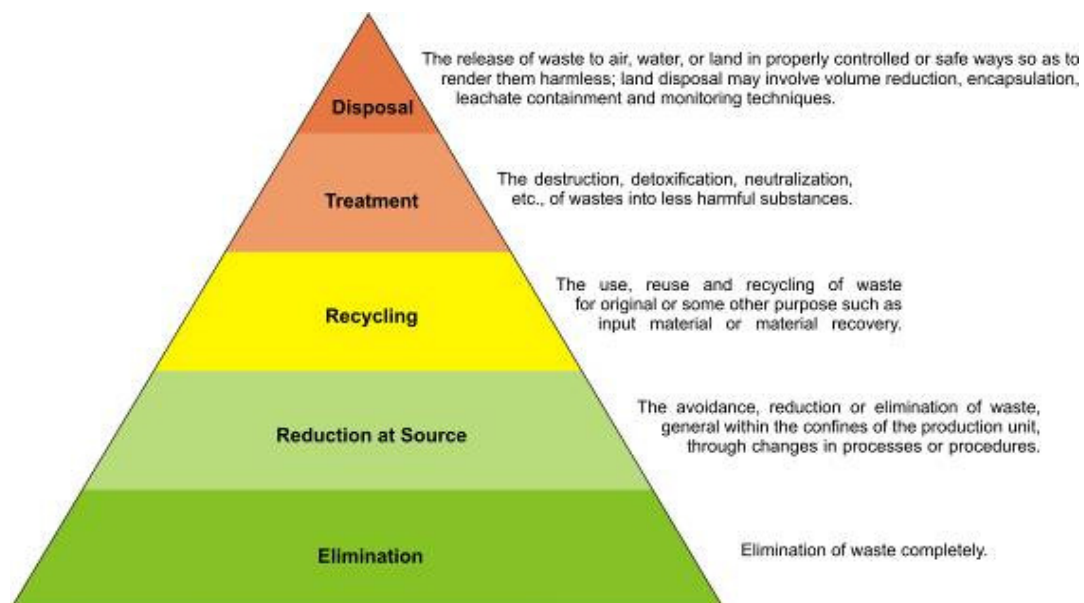 The release of waste to air, water, or land in properly controlled or safe ways so as to
render them harmless; land disposal may involve volume reduction, encapsulation,
leachate containment and monitoring techniques.
Disposal
The destruction, detoxification, neutralization,
etc., of wastes into less harmful substances.
Treatment
The use, reuse and recycling of waste
for original or some other purpose such as
input material or material recovery.
Recycling
The avoidance, reduction or elimination of waste,
general within the confines of the production unit,
through changes in processes or procedures.
Reduction at Source
Elimination of waste completely.
Elimination